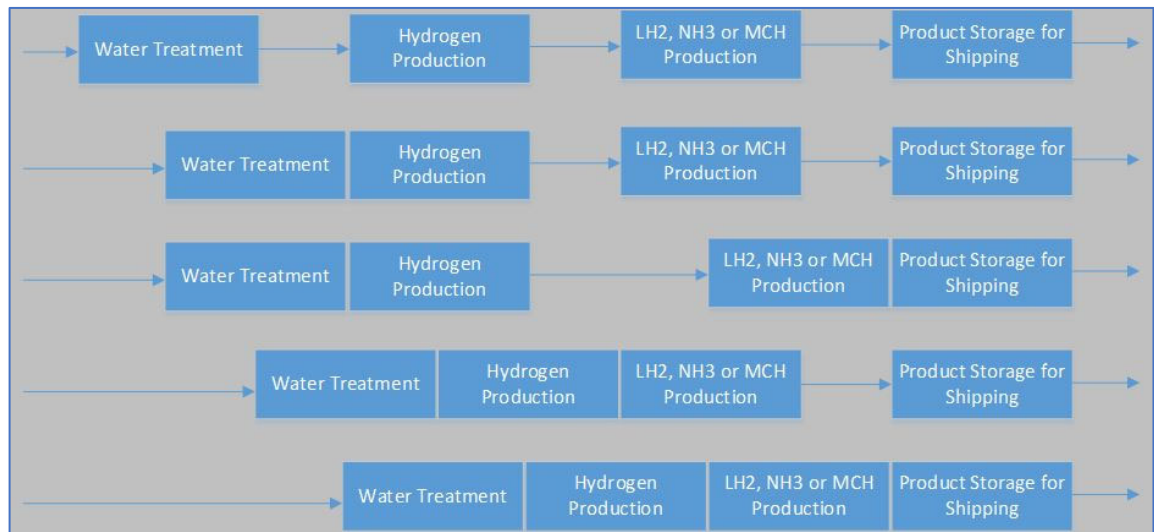 Water Treatment
Hydrogen
Production
LH2, NH3 or MCH
Production
Product Storage for
Shipping
Water Treatment
Hydrogen
Production
LH2, NH3 or MCH
Production
Product Storage for
Shipping
Water Treatment
Hydrogen
Production
LH2, NH3 or MCH
Production
Product Storage for
Shipping
Water Treatment
Hydrogen
Production
LH2, NH3 or MCH
Production
Product Storage for
Shipping
Water Treatment
Hydrogen
Production
LH2, NH3 or MCH
Production
Product Storage for
Shipping